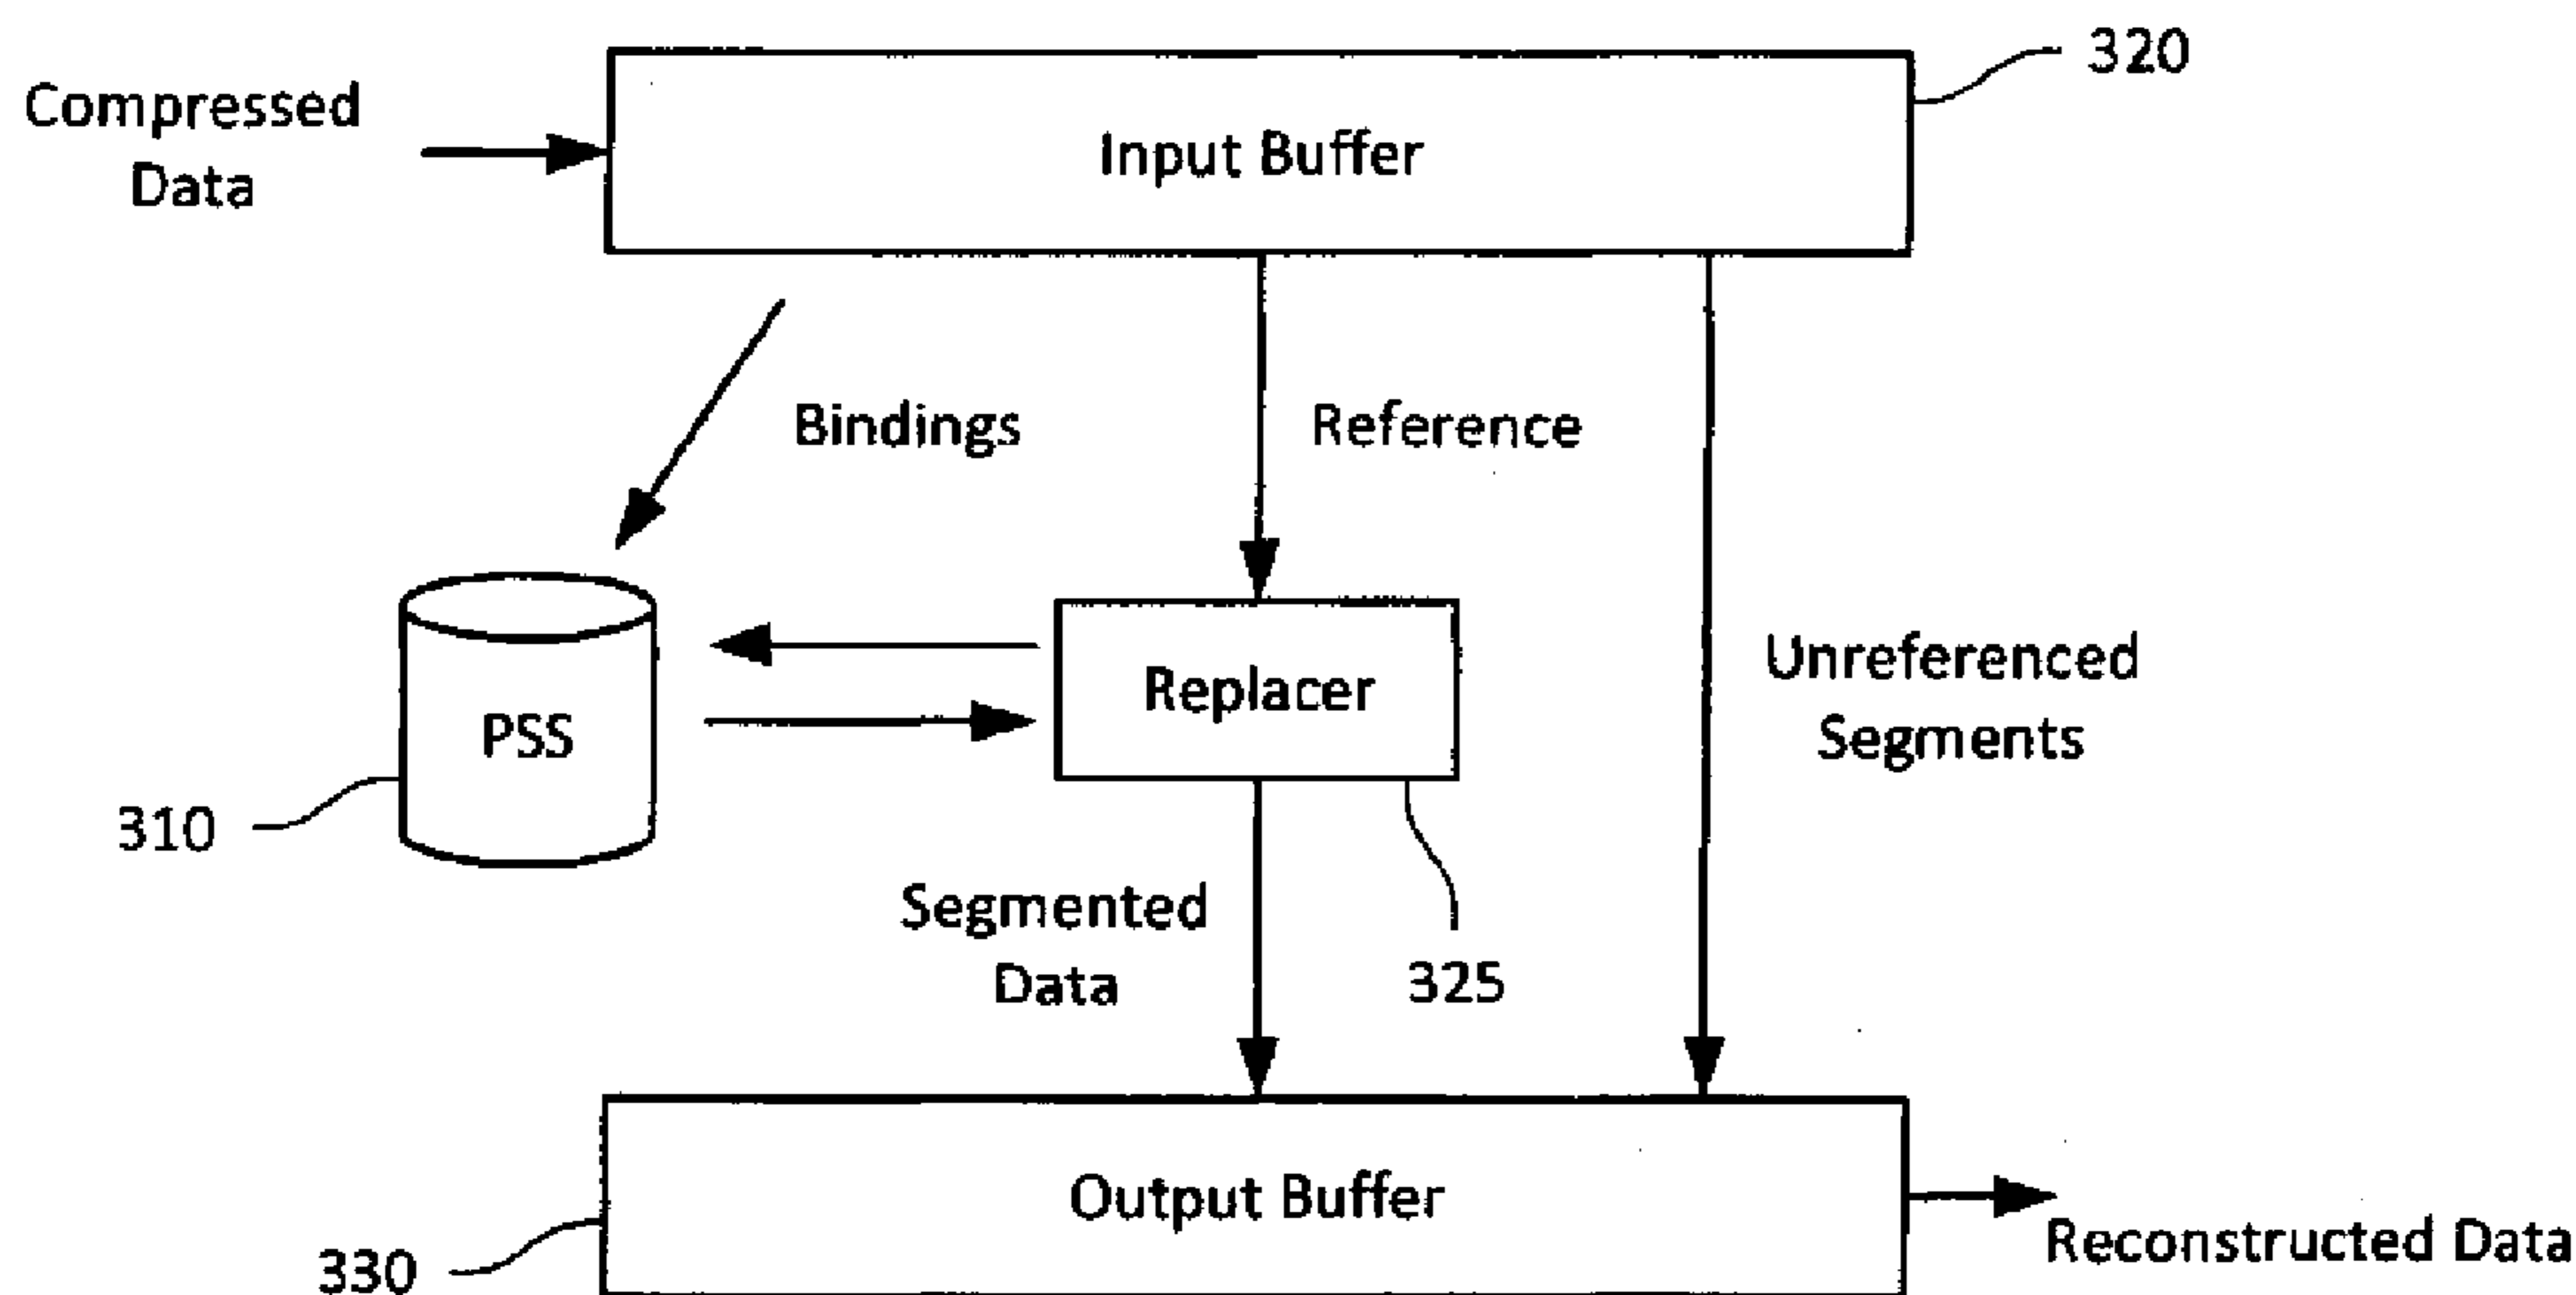 320
Compressed
Data
Input Buffer
Bindings
Reference
Unreferenced
Segments
Replacer
PSS
310
Segmented
Data
325
Output Buffer
Reconstructed Data
330